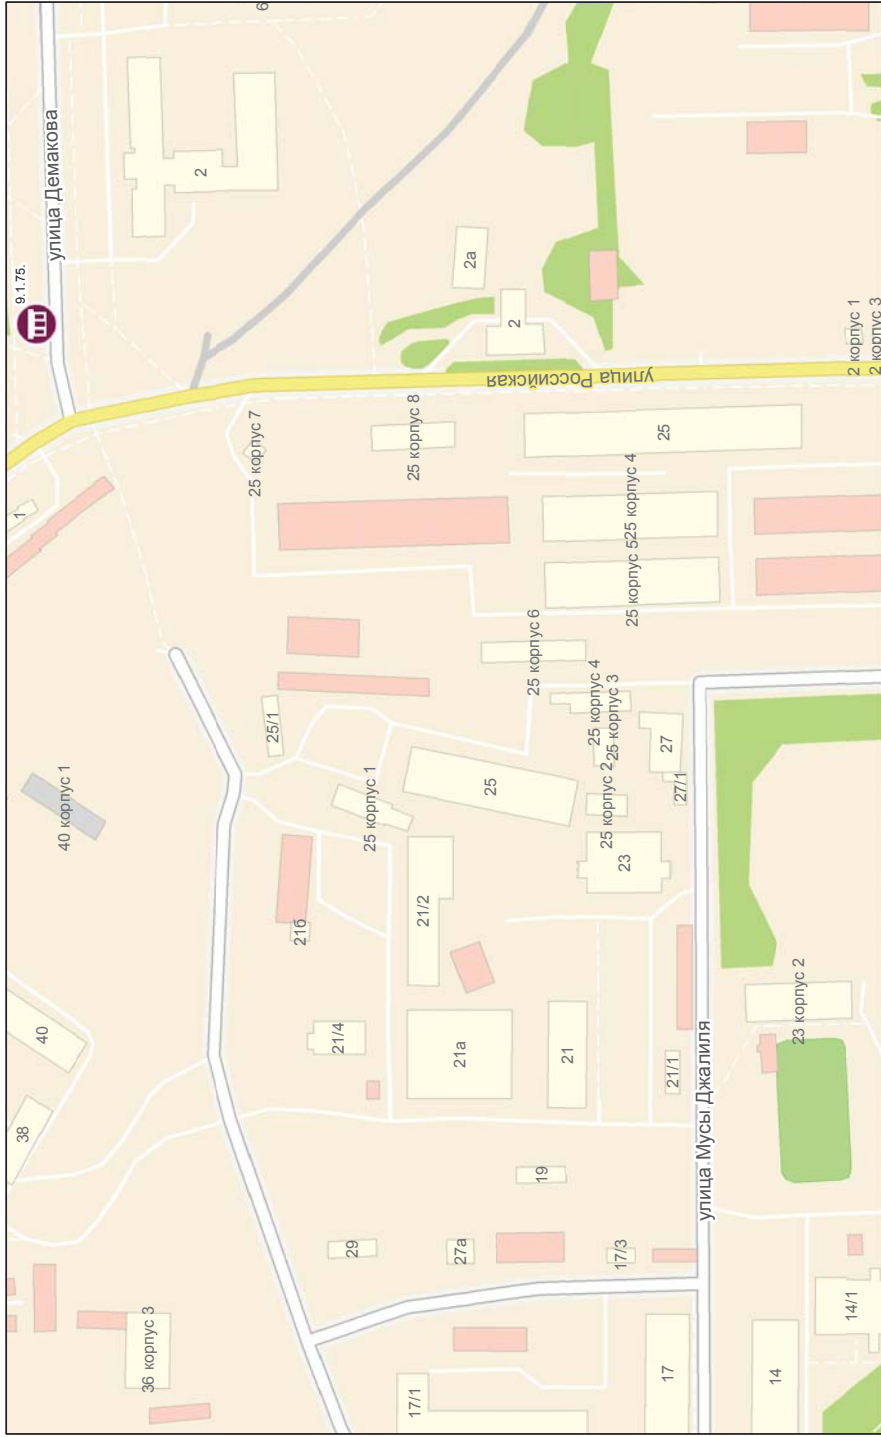 6
улица Демакова
9.1.75.
2
2а
2
улица Российская
2 корпус 1
2 корпус 3
1
25 корпус 7
25 корпус 8
25
25 корпус 4
25 корпус 5
25 корпус 6
25/1
40 корпус 1
25 корпус 1
25
25 корпус 4
25 корпус 3
25 корпус 2
27
27/1
23
21б
21/2
40
38
21/4
21а
21
21/1
23 корпус 2
улица Мусы Джалиля
19
29
27а
17/3
36 корпус 3
17/1
17
14
14/1